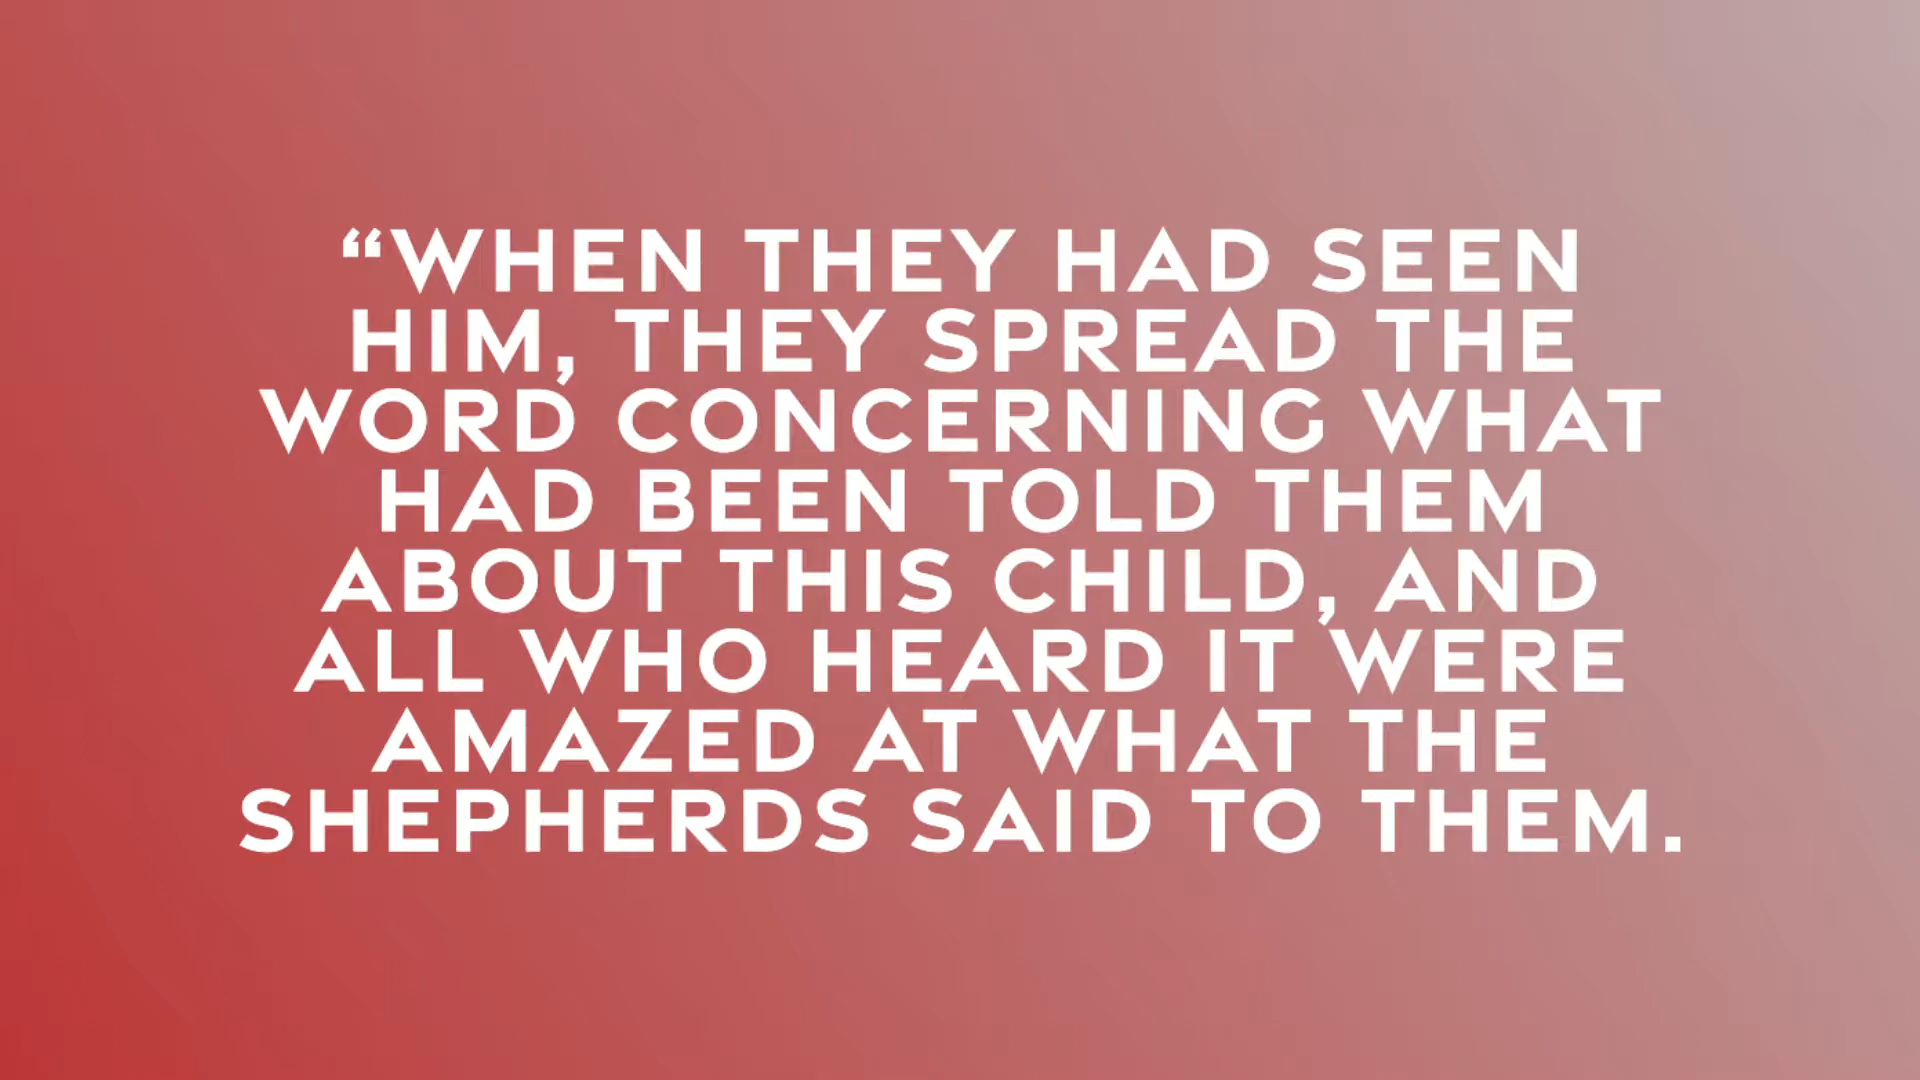 “WHEN THEY HAD SEEN
HIM, THEY SPREAD THE
WORD CONCERNING WHAT
HAD BEEN TOLD THEM
ABOUT THIS CHILD, AND
ALL WHO HEARD IT WERE
AMAZED AT WHAT THE
SHEPHERDS SAID TO THEM.